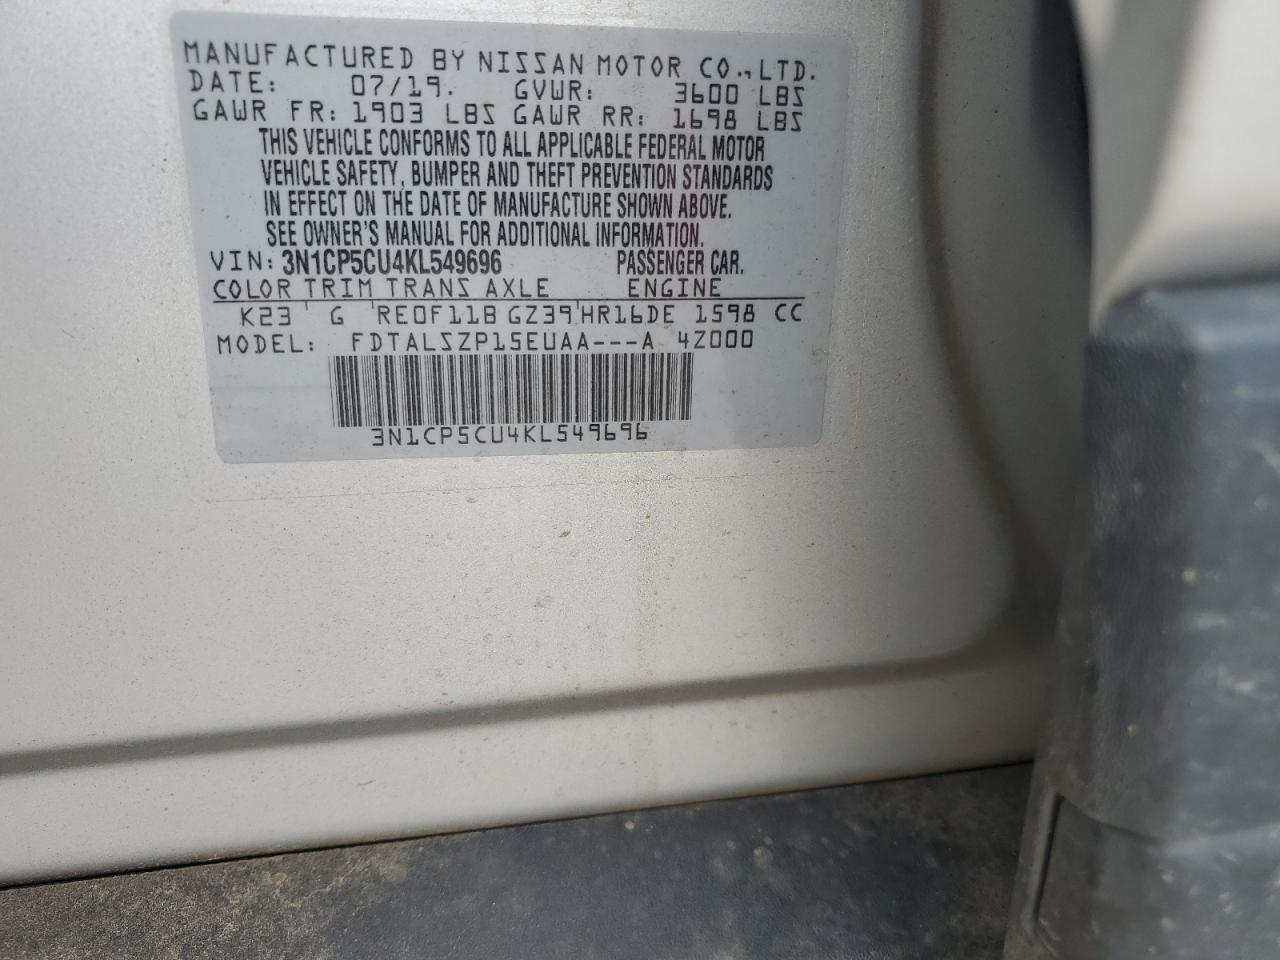 MANUFACTURED BY NISSAN MOTOR CO., LTD.
DATE: 07/19. GVWR: 3600 LBS
GAWR FR: 1903 LBS GAWR RR: 1698 LBS
THIS VEHICLE CONFORMS TO ALL APPLICABLE FEDERAL MOTOR
VEHICLE SAFETY, BUMPER AND THEFT PREVENTION STANDARDS
IN EFFECT ON THE DATE OF MANUFACTURE SHOWN ABOVE.
SEE OWNER'S MANUAL FOR ADDITIONAL INFORMATION.
VIN: 3N1CP5CU4KL549696 PASSENGER CAR.
COLOR TRIM TRANS AXLE ENGINE
K23 G RE0F11B GZ39 HR16DE 1598 CC
MODEL: FDTALSZP15EUAA---A 4Z000
3N1CP5CU4KL549696